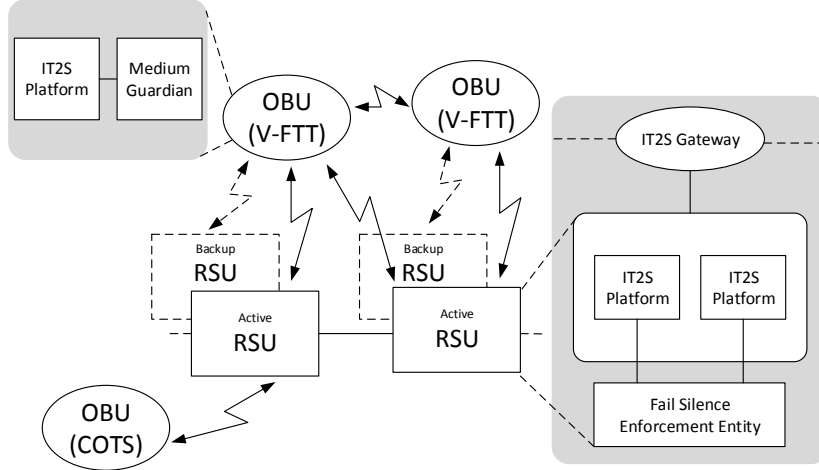 IT2S
Platform
Medium
Guardian
OBU
(V-FTT)
OBU
(V-FTT)
IT2S Gateway
Backup
RSU
Backup
RSU
IT2S
Platform
IT2S
Platform
Active
RSU
Active
RSU
Fail Silence
Enforcement Entity
OBU
(COTS)